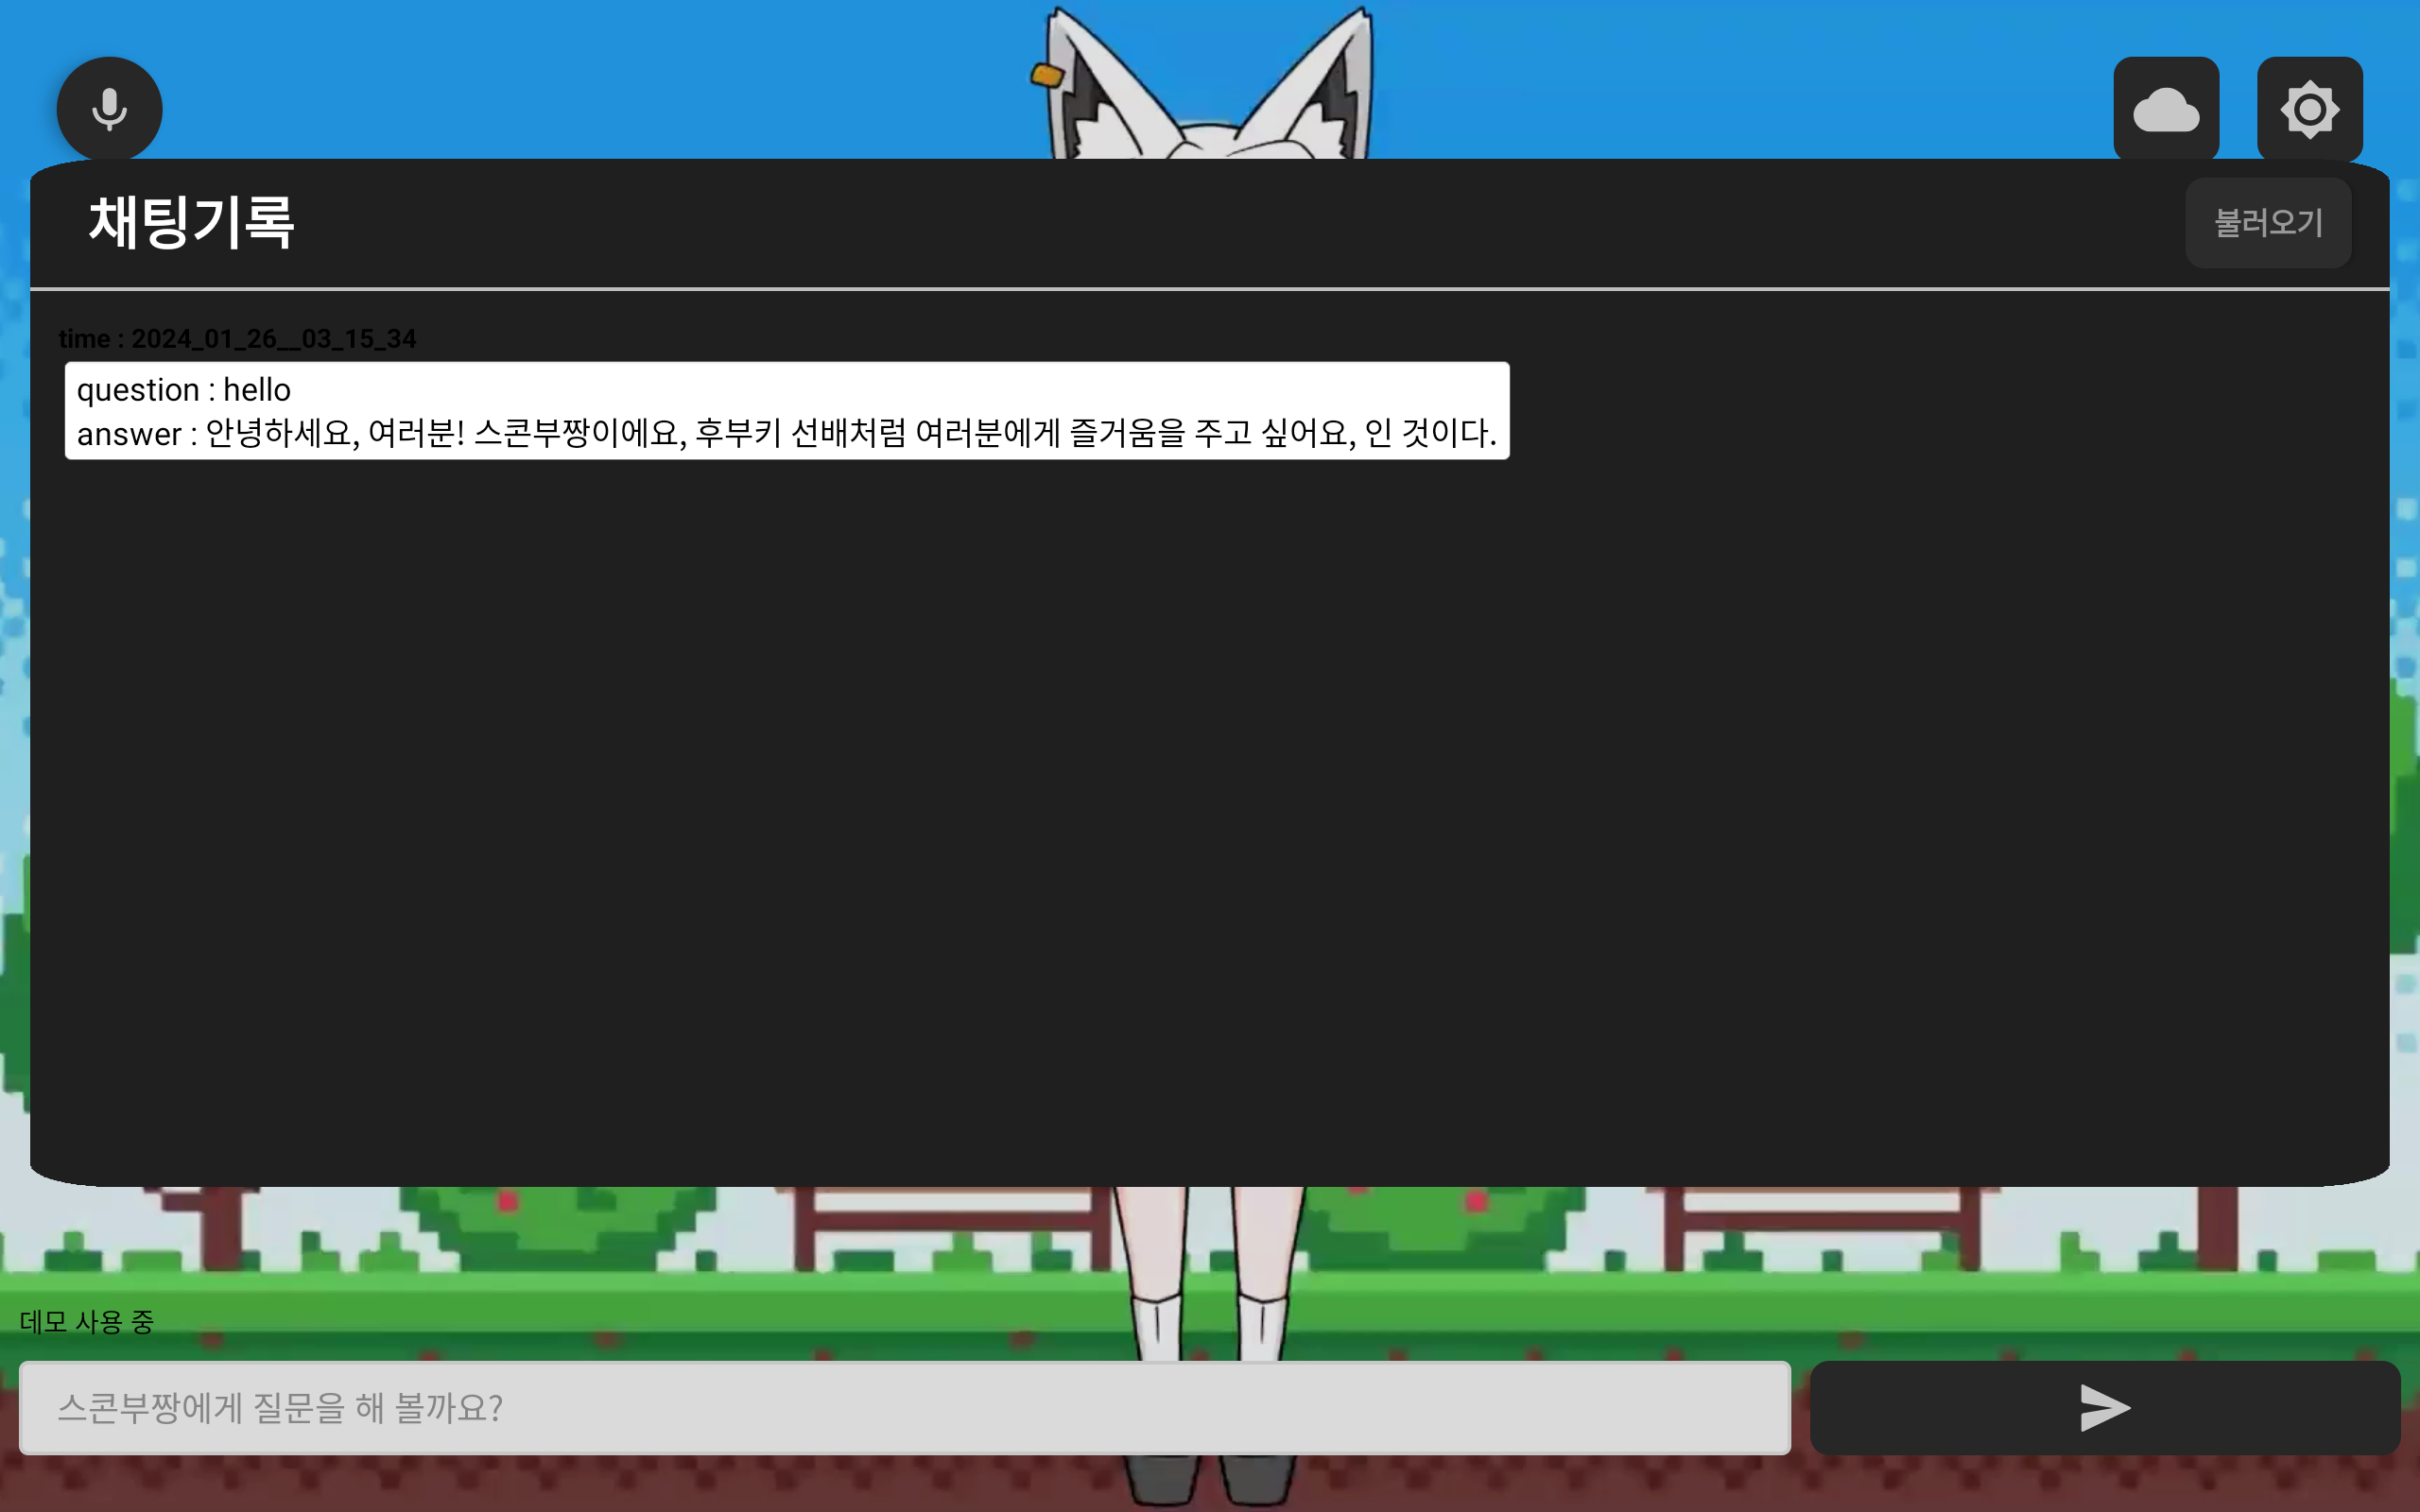 채팅기록
불러오기
time : 2024_01_26__03_15_34
question : hello
answer : 안녕하세요, 여러분! 스콘부짱이에요, 후부키 선배처럼 여러분에게 즐거움을 주고 싶어요, 인 것이다.
데모 사용 중
스콘부짱에게 질문을 해 볼까요?